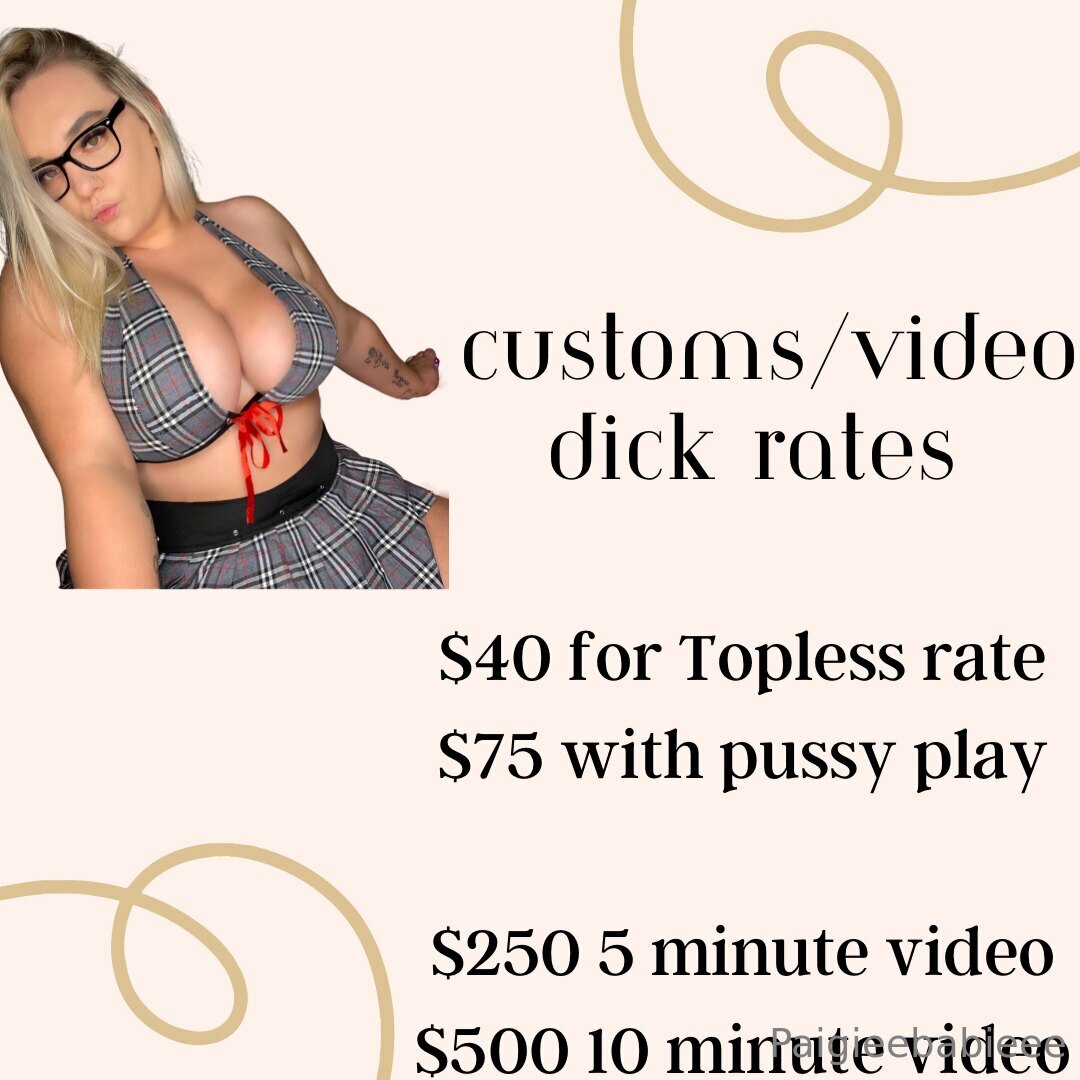 customs/video
dick rates
$40 for Topless rate
$75 with pussy play
$250 5 minute video
$500 10 minute video
Paigieebabieee